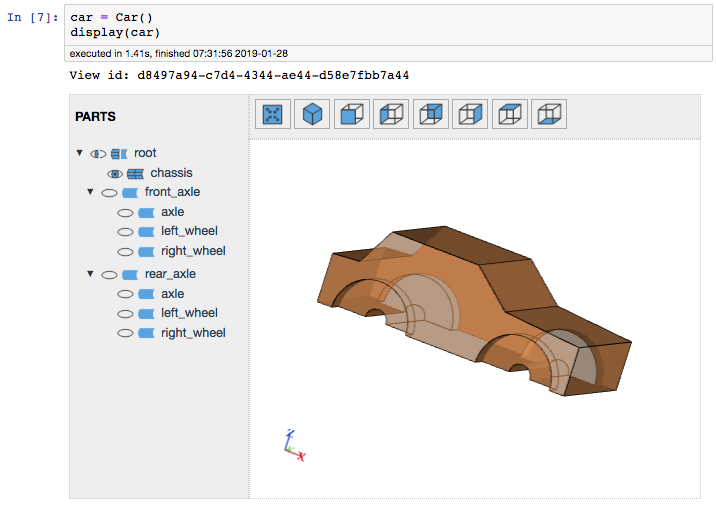 In [7]: car = Car()
display(car)
executed in 1.41s, finished 07:31:56 2019-01-28
View id: d8497a94-c7d4-4344-ae44-d58e7fbb7a44
PARTS
▼ root
chassis
▼ front_axle
axle
left_wheel
right_wheel
▼ rear_axle
axle
left_wheel
right_wheel
Z
X